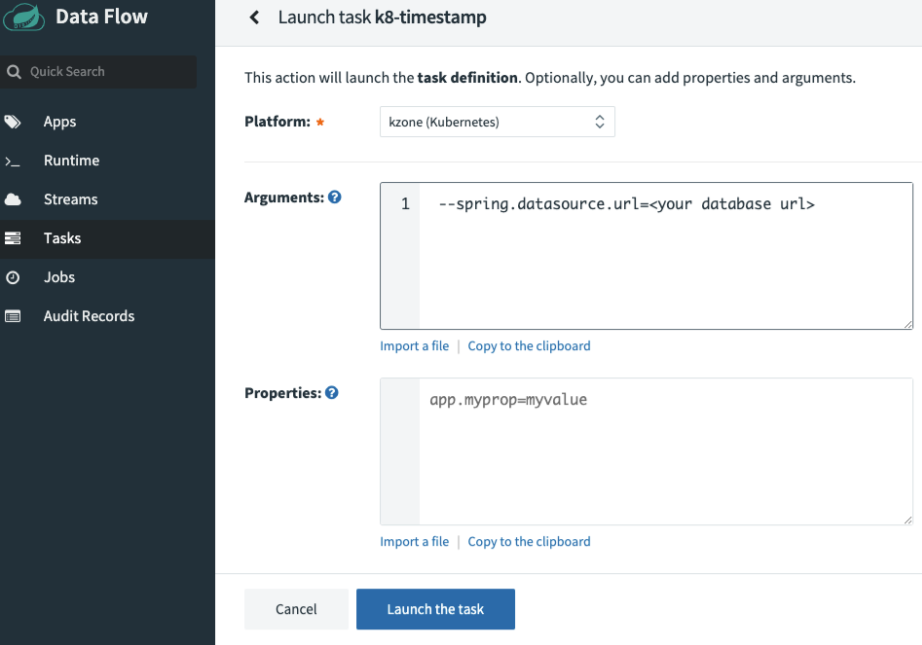 Data Flow
Quick Search
Apps
Runtime
Streams
Tasks
Jobs
Audit Records
Launch task k8-timestamp
This action will launch the task definition. Optionally, you can add properties and arguments.
Platform: ★ kzone (Kubernetes)
Arguments: ?
1 --spring.datasource.url=<your database url>
Import a file | Copy to the clipboard
Properties: ?
app.myprop=myvalue
Import a file | Copy to the clipboard
Cancel Launch the task